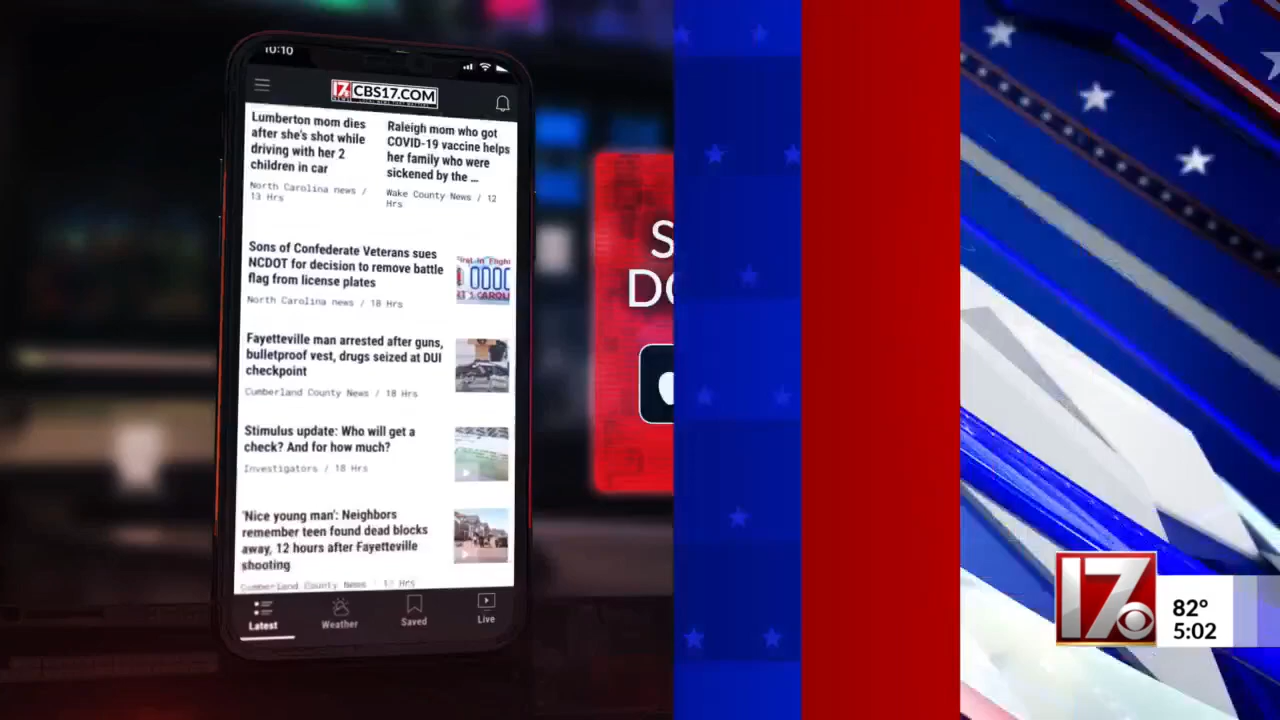 10:10
17 CBS17.COM
NEWS
Lumberton mom dies
after she's shot while
driving with her 2
children in car
North Carolina news /
13 Hrs
Raleigh mom who got
COVID-19 vaccine helps
her family who were
sickened by the ...
Wake County News / 12
Hrs
Sons of Confederate Veterans sues
NCDOT for decision to remove battle
flag from license plates
North Carolina news / 18 Hrs
Fayetteville man arrested after guns,
bulletproof vest, drugs seized at DUI
checkpoint
Cumberland County News / 18 Hrs
Stimulus update: Who will get a
check? And for how much?
Investigators / 18 Hrs
'Nice young man': Neighbors
remember teen found dead blocks
away, 12 hours after Fayetteville
shooting
Cumberland County News
Latest
Weather
Saved
Live
S
DO
17
82°
5:02